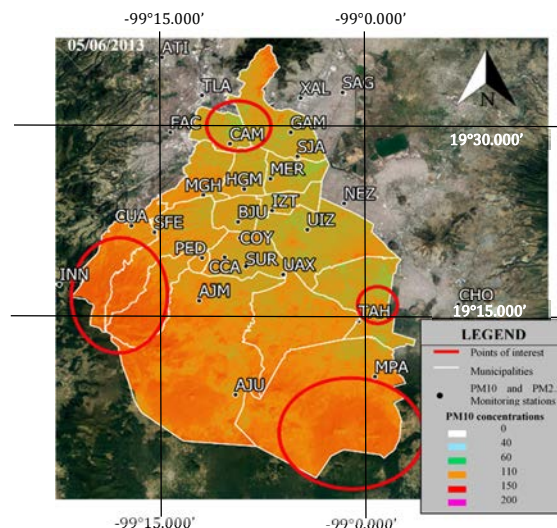 -99°15.000’ -99°0.000’
05/06/2013
ATI
TLA
XAL SAG
N
FAC
CAM
GAM
19°30.000’
SJA
MER
MGH HGM
NEZ
IZT
CUA
SFE
BJU
UIZ
COY
PED
CCA SUR
UAX
INN
AJM
CHO
19°15.000’
TAH
MPA
AJU
LEGEND
Points of interest
Municipalities
PM10 and PM2.
Monitoring stations
PM10 concentrations
0
40
60
110
150
200
-99°15.000’ -99°0.000’